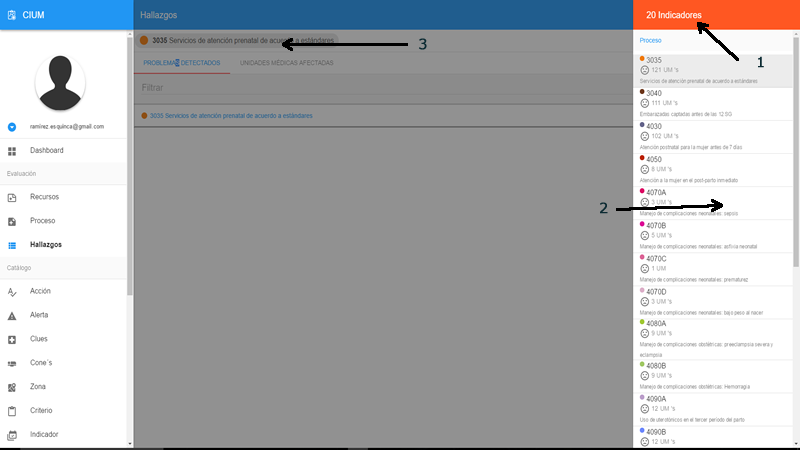 CIUM
ramirez.esquinca@gmail.com
Dashboard
Evaluación
Recursos
Proceso
Hallazgos
Catálogo
Acción
Alerta
Clues
Cone´s
Zona
Criterio
Indicador
Hallazgos
3035 Servicios de atención prenatal de acuerdo a estándares
3
PROBLEMAS DETECTADOS
UNIDADES MÉDICAS AFECTADAS
Filtrar
3035 Servicios de atención prenatal de acuerdo a estándares
20 Indicadores
1
Proceso
3035
121 UM 's
Servicios de atención prenatal de acuerdo a estándares
3040
111 UM 's
Embarazadas captadas antes de las 12 SG
4030
102 UM 's
Atención postnatal para la mujer antes de 7 días
4050
8 UM 's
Atención a la mujer en el post-parto inmediato
4070A
2
3 UM 's
Manejo de complicaciones neonatales: sepsis
4070B
5 UM 's
Manejo de complicaciones neonatales: asfixia neonatal
4070C
1 UM
Manejo de complicaciones neonatales: prematurez
4070D
3 UM 's
Manejo de complicaciones neonatales: bajo peso al nacer
4080A
9 UM 's
Manejo de complicaciones obstétricas: preeclampsia severa y
eclampsia
4080B
9 UM 's
Manejo de complicaciones obstétricas: Hemorragia
4090A
12 UM 's
Uso de uterotónicos en el tercer período del parto
4090B
12 UM 's